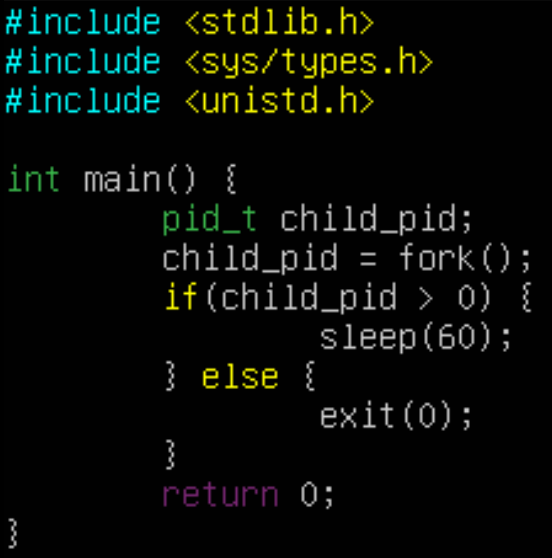 #include <stdlib.h>
#include <sys/types.h>
#include <unistd.h>
int main() {
pid_t child_pid;
child_pid = fork();
if(child_pid > 0) {
sleep(60);
} else {
exit(0);
}
return 0;
}